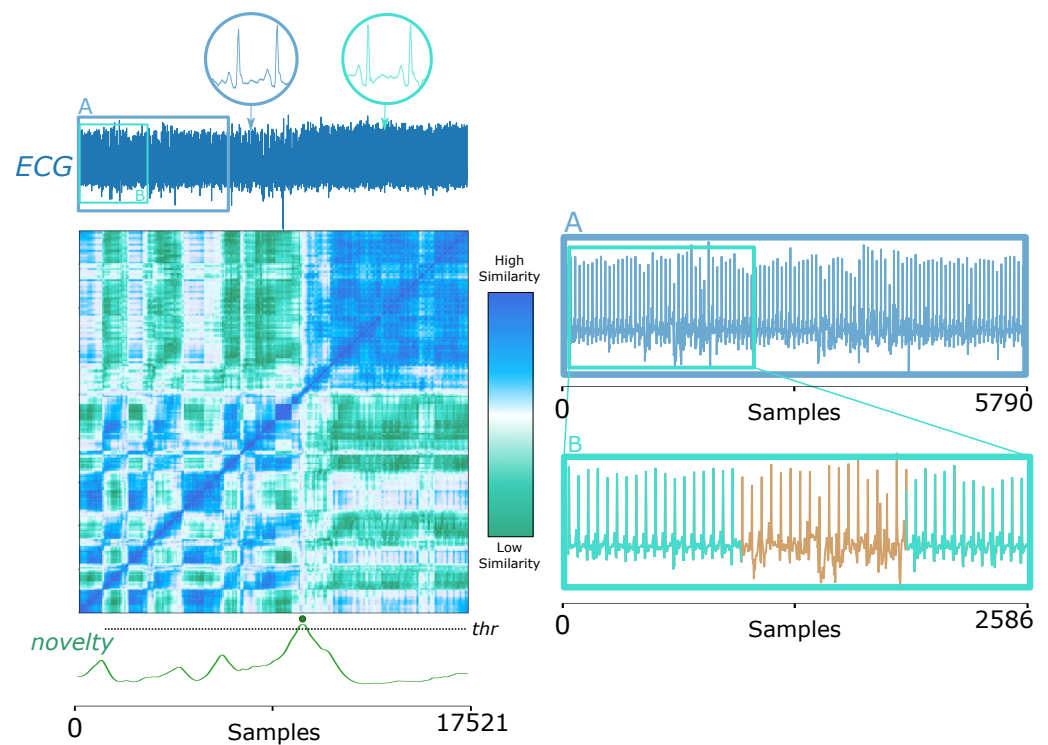 A
ECG
B
High
Similarity
Low
Similarity
novelty
thr
0
Samples
17521
A
0
Samples
5790
B
0
Samples
2586